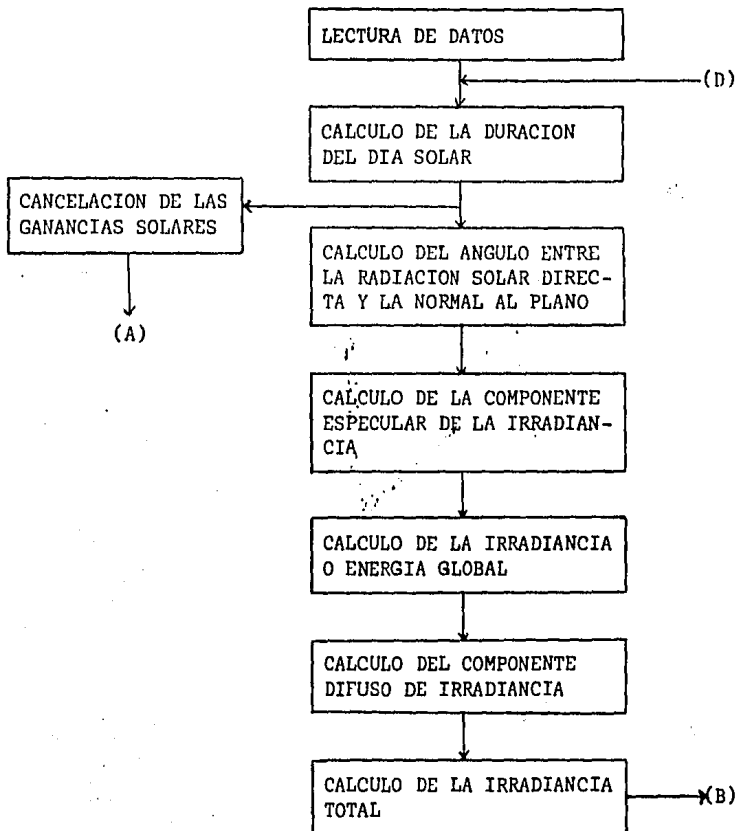 LECTURA DE DATOS
(D)
CALCULO DE LA DURACION
DEL DIA SOLAR
CANCELACION DE LAS
GANANCIAS SOLARES
(A)
CALCULO DEL ANGULO ENTRE
LA RADIACION SOLAR DIREC-
TA Y LA NORMAL AL PLANO
CALCULO DE LA COMPONENTE
ESPECULAR DE LA IRRADIAN-
CIA
CALCULO DE LA IRRADIANCIA
O ENERGIA GLOBAL
CALCULO DEL COMPONENTE
DIFUSO DE IRRADIANCIA
CALCULO DE LA IRRADIANCIA
TOTAL
(B)